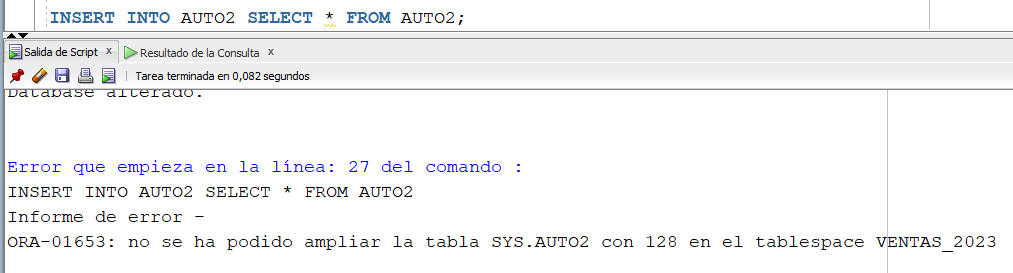 INSERT INTO AUTO2 SELECT * FROM AUTO2;
Salida de Script x Resultado de la Consulta x
Tarea terminada en 0,082 segundos
Database alterado.
Error que empieza en la línea: 27 del comando :
INSERT INTO AUTO2 SELECT * FROM AUTO2
Informe de error -
ORA-01653: no se ha podido ampliar la tabla SYS.AUTO2 con 128 en el tablespace VENTAS_2023